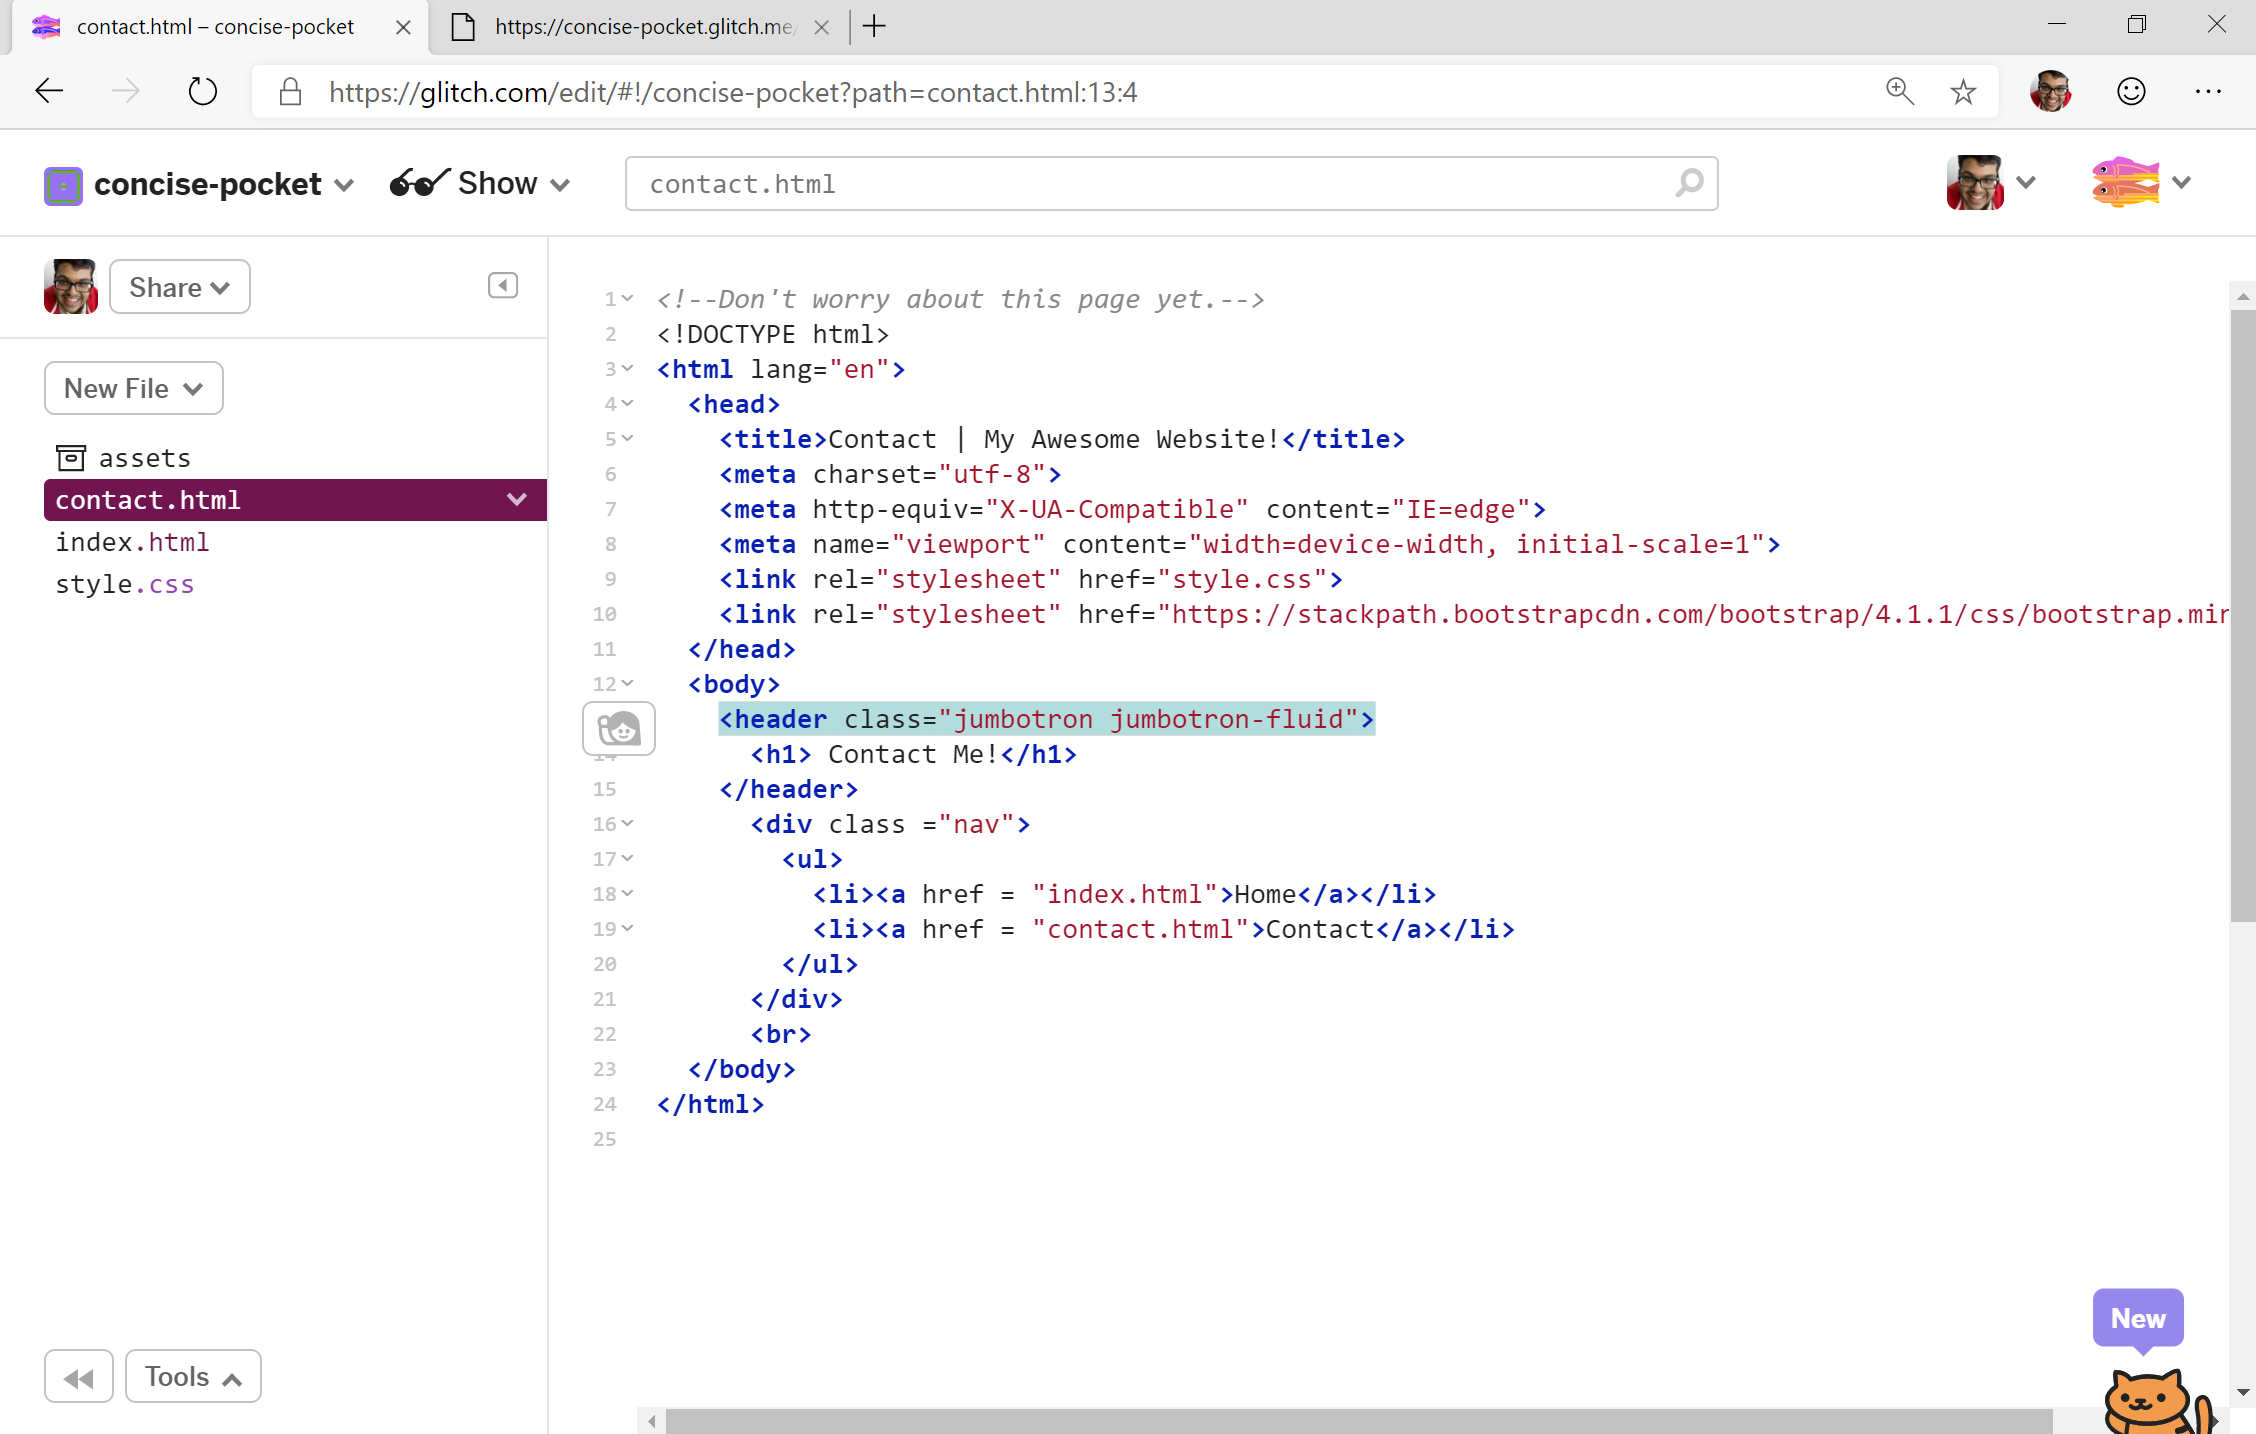 contact.html – concise-pocket
https://concise-pocket.glitch.me/
https://glitch.com/edit/#!/concise-pocket?path=contact.html:13:4
concise-pocket
Show
contact.html
Share
New File
assets
contact.html
index.html
style.css
1 <!--Don't worry about this page yet.-->
2 <!DOCTYPE html>
3 <html lang="en">
4 <head>
5 <title>Contact | My Awesome Website!</title>
6 <meta charset="utf-8">
7 <meta http-equiv="X-UA-Compatible" content="IE=edge">
8 <meta name="viewport" content="width=device-width, initial-scale=1">
9 <link rel="stylesheet" href="style.css">
10 <link rel="stylesheet" href="https://stackpath.bootstrapcdn.com/bootstrap/4.1.1/css/bootstrap.min
11 </head>
12 <body>
<header class="jumbotron jumbotron-fluid">
14 <h1> Contact Me!</h1>
15 </header>
16 <div class ="nav">
17 <ul>
18 <li><a href = "index.html">Home</a></li>
19 <li><a href = "contact.html">Contact</a></li>
20 </ul>
21 </div>
22 <br>
23 </body>
24 </html>
25
New
Tools